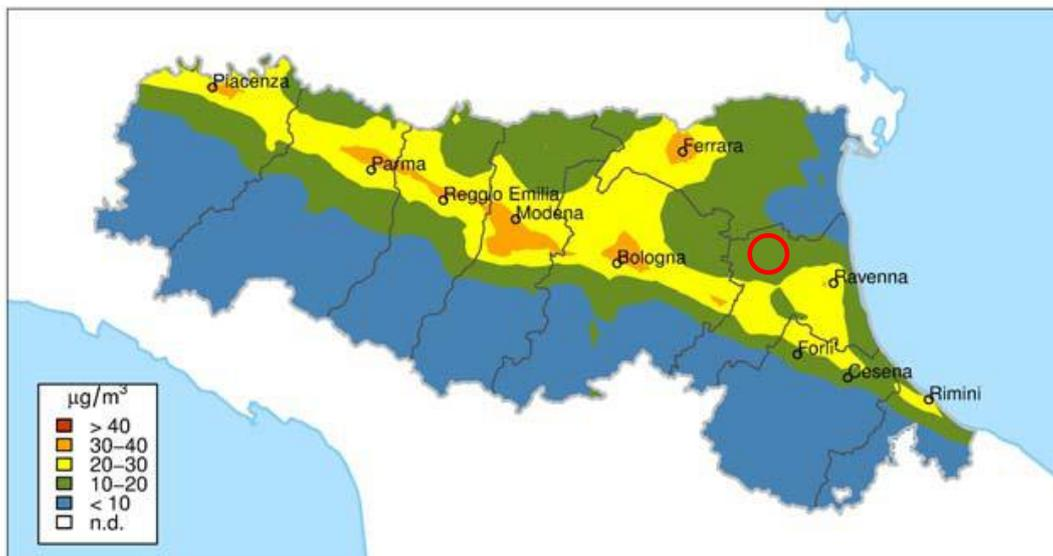 Piacenza
Ferrara
Parma
Reggio Emilia
Modena
Bologna
Ravenna
Forli'
Cesena
Rimini
μg/m³
> 40
30–40
20–30
10–20
< 10
n.d.